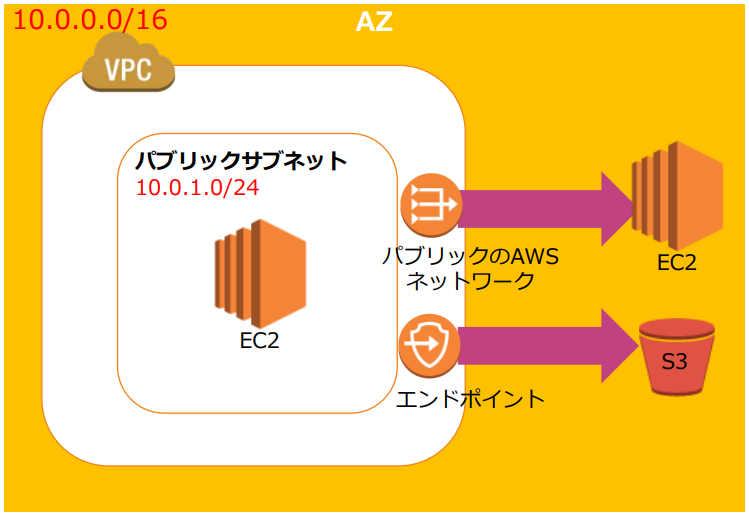 10.0.0.0/16
AZ
VPC
パブリックサブネット
10.0.1.0/24
EC2
パブリックのAWS
ネットワーク
EC2
エンドポイント
S3